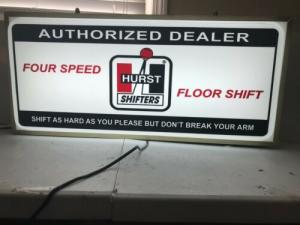 AUTHORIZED DEALER
FOUR SPEED
HURST
SHIFTERS
FLOOR SHIFT
SHIFT AS HARD AS YOU PLEASE BUT DON'T BREAK YOUR ARM